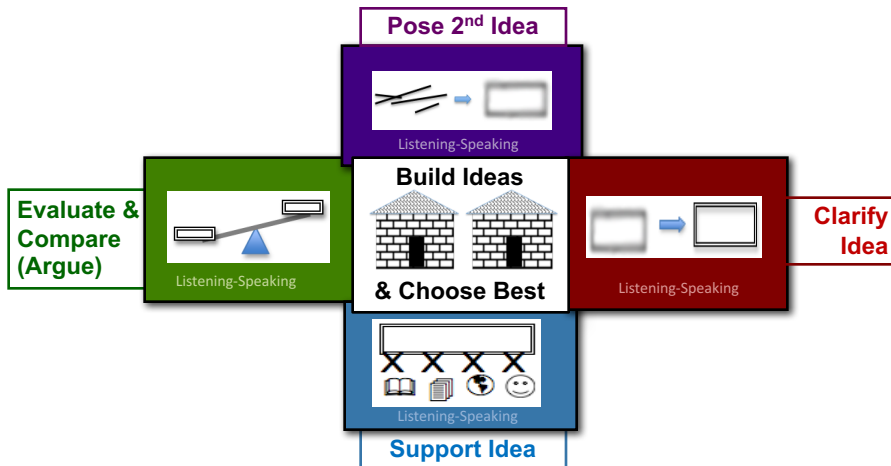 Pose 2nd Idea
Listening-Speaking
Build Ideas
& Choose Best
Evaluate &
Compare
(Argue)
Listening-Speaking
Clarify
Idea
Listening-Speaking
X X X X
Listening-Speaking
Support Idea